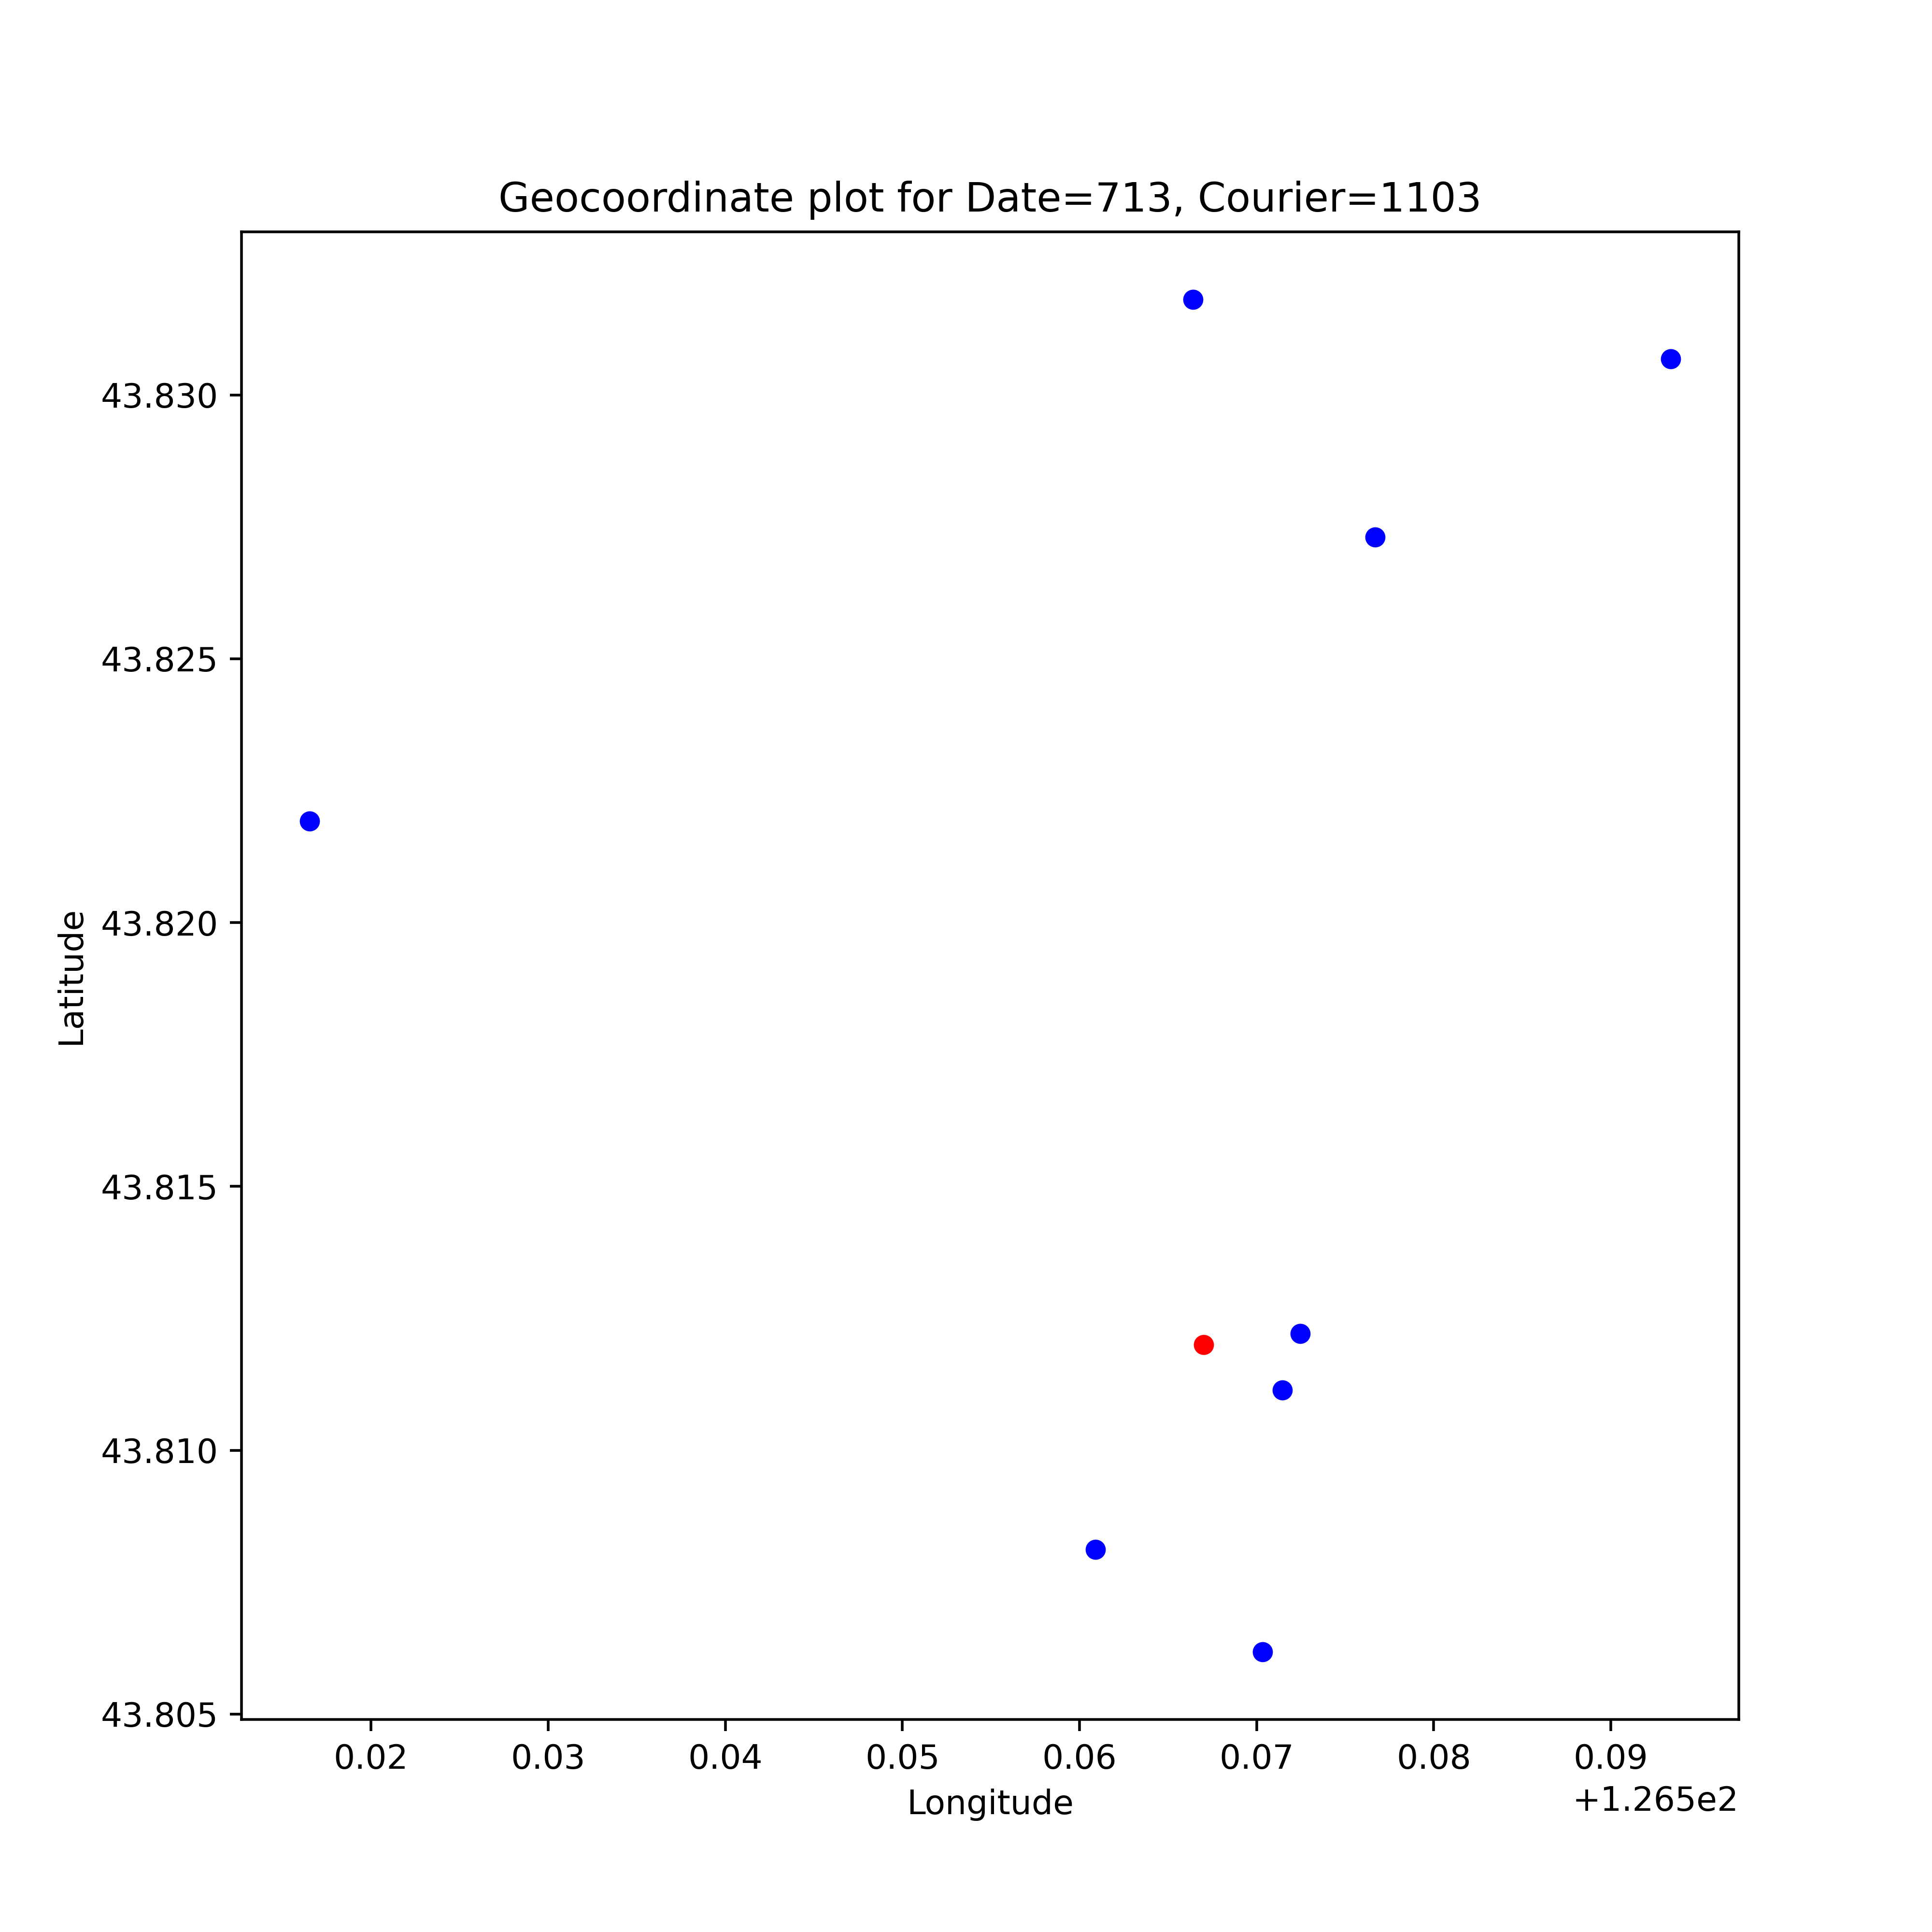 Geocoordinate plot for Date=713, Courier=1103
43.830
43.825
43.820
43.815
43.810
43.805
Latitude
0.02 0.03 0.04 0.05 0.06 0.07 0.08 0.09
Longitude
+1.265e2